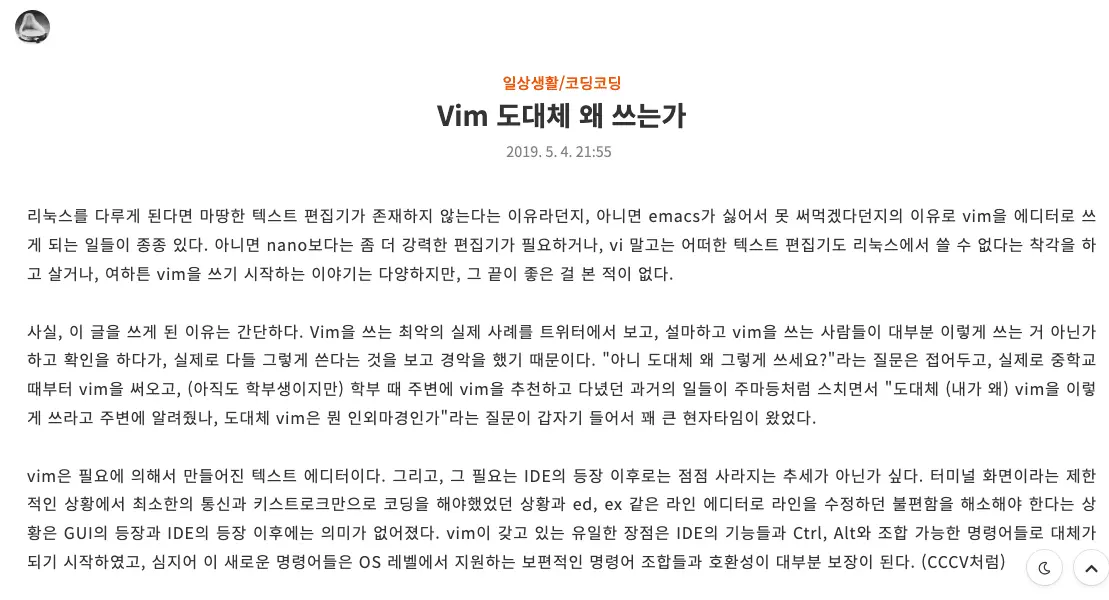 일상생활/코딩코딩
Vim 도대체 왜 쓰는가
2019. 5. 4. 21:55
리눅스를 다루게 된다면 마땅한 텍스트 편집기가 존재하지 않는다는 이유라던지, 아니면 emacs가 싫어서 못 써먹겠다던지의 이유로 vim을 에디터로 쓰
게 되는 일들이 종종 있다. 아니면 nano보다는 좀 더 강력한 편집기가 필요하거나, vi 말고는 어떠한 텍스트 편집기도 리눅스에서 쓸 수 없다는 착각을 하
고 살거나, 여하튼 vim을 쓰기 시작하는 이야기는 다양하지만, 그 끝이 좋은 걸 본 적이 없다.
사실, 이 글을 쓰게 된 이유는 간단하다. Vim을 쓰는 최악의 실제 사례를 트위터에서 보고, 설마하고 vim을 쓰는 사람들이 대부분 이렇게 쓰는 거 아닌가
하고 확인을 하다가, 실제로 다들 그렇게 쓴다는 것을 보고 경악을 했기 때문이다. "아니 도대체 왜 그렇게 쓰세요?"라는 질문은 접어두고, 실제로 중학교
때부터 vim을 써오고, (아직도 학부생이지만) 학부 때 주변에 vim을 추천하고 다녔던 과거의 일들이 주마등처럼 스치면서 "도대체 (내가 왜) vim을 이렇
게 쓰라고 주변에 알려줬나, 도대체 vim은 뭔 인외마경인가"라는 질문이 갑자기 들어서 꽤 큰 현자타임이 왔었다.
vim은 필요에 의해서 만들어진 텍스트 에디터이다. 그리고, 그 필요는 IDE의 등장 이후로는 점점 사라지는 추세가 아닌가 싶다. 터미널 화면이라는 제한
적인 상황에서 최소한의 통신과 키스트로크만으로 코딩을 해야했었던 상황과 ed, ex 같은 라인 에디터로 라인을 수정하던 불편함을 해소해야 한다는 상
황은 GUI의 등장과 IDE의 등장 이후에는 의미가 없어졌다. vim이 갖고 있는 유일한 장점은 IDE의 기능들과 Ctrl, Alt와 조합 가능한 명령어들로 대체가
되기 시작하였고, 심지어 이 새로운 명령어들은 OS 레벨에서 지원하는 보편적인 명령어 조합들과 호환성이 대부분 보장이 된다. (CCCV처럼)